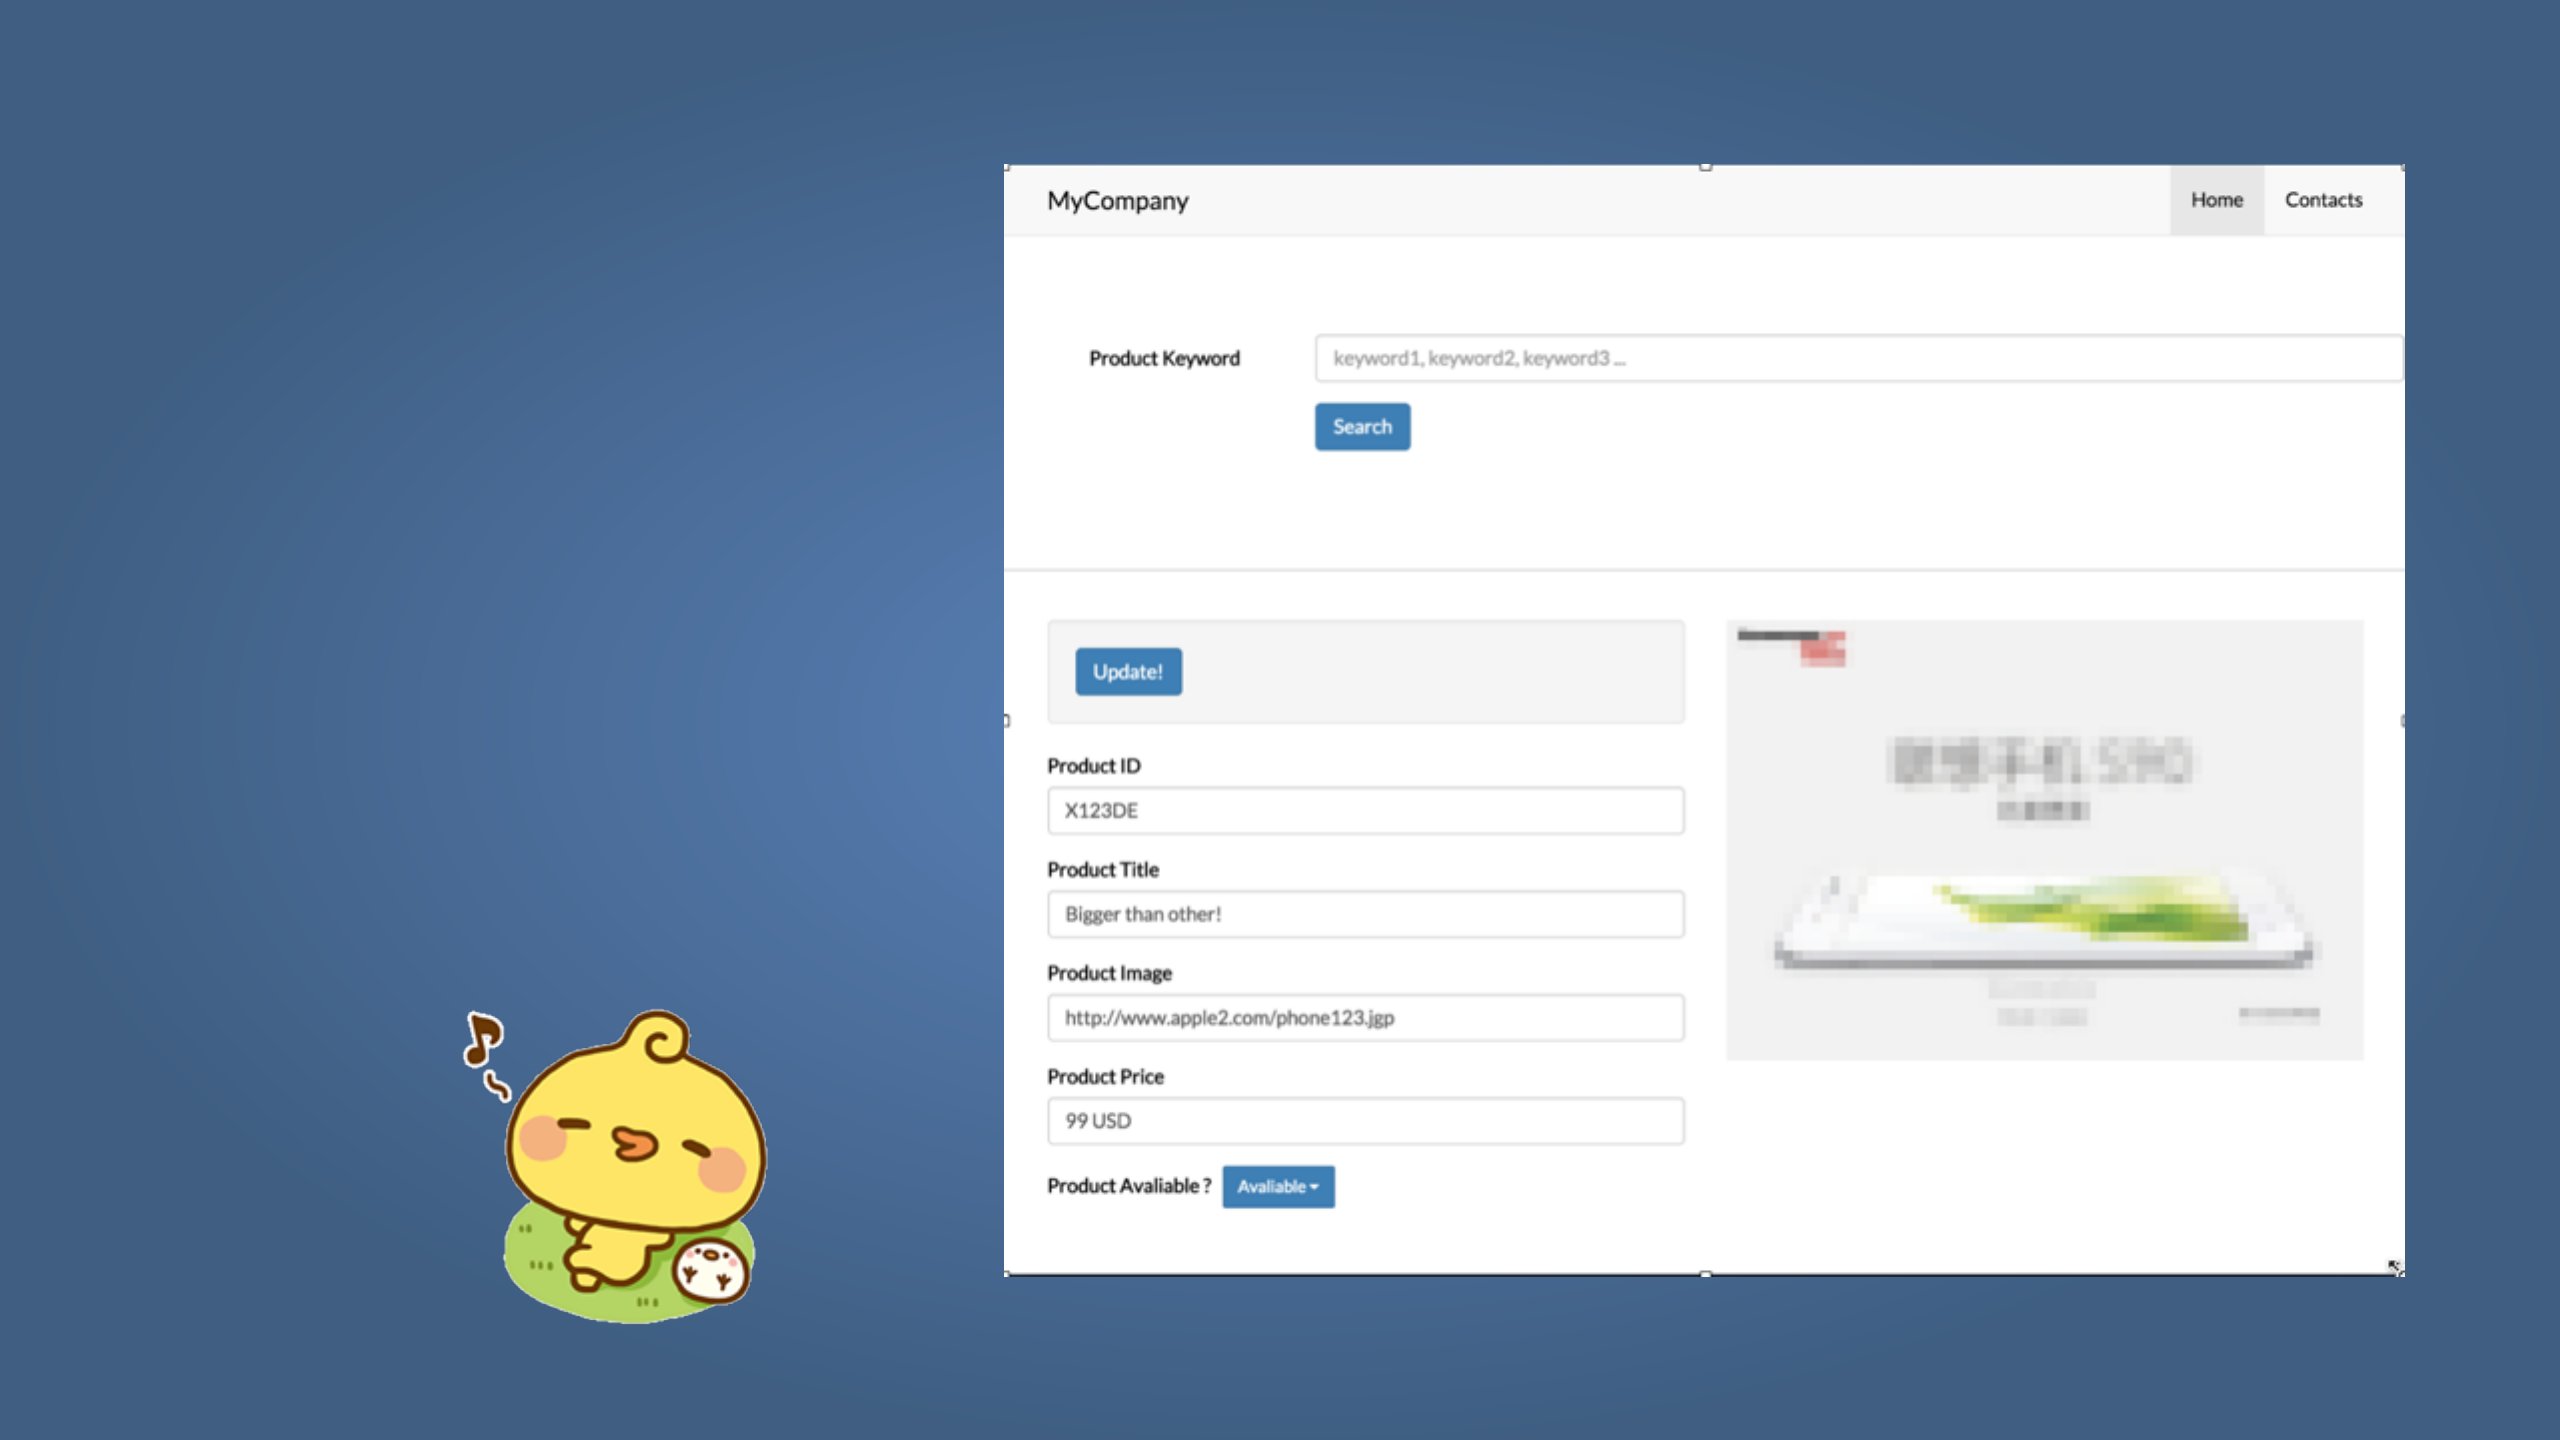 MyCompany
Home
Contacts
Product Keyword
keyword1, keyword2, keyword3 ...
Search
Update!
Product ID
X123DE
Product Title
Bigger than other!
Product Image
http://www.apple2.com/phone123.jgp
Product Price
99 USD
Product Avaliable ?
Avaliable